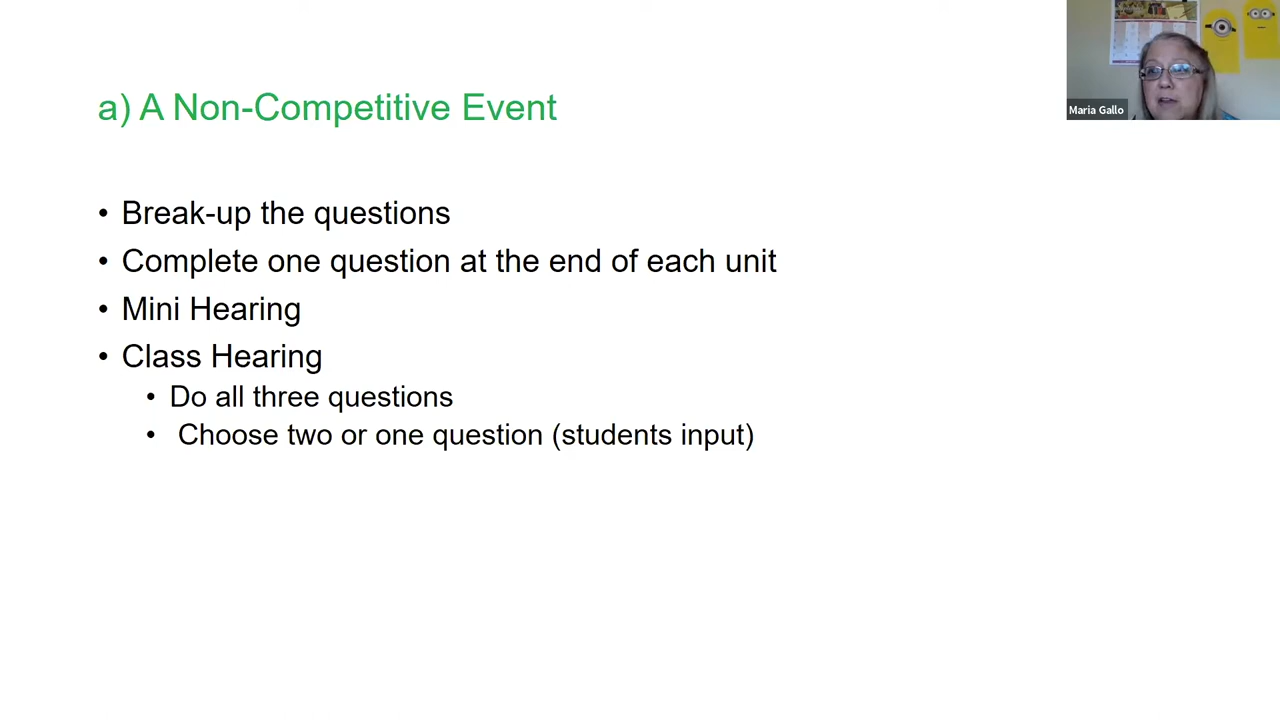 a) A Non-Competitive Event
• Break-up the questions
• Complete one question at the end of each unit
• Mini Hearing
• Class Hearing
• Do all three questions
• Choose two or one question (students input)
Maria Gallo